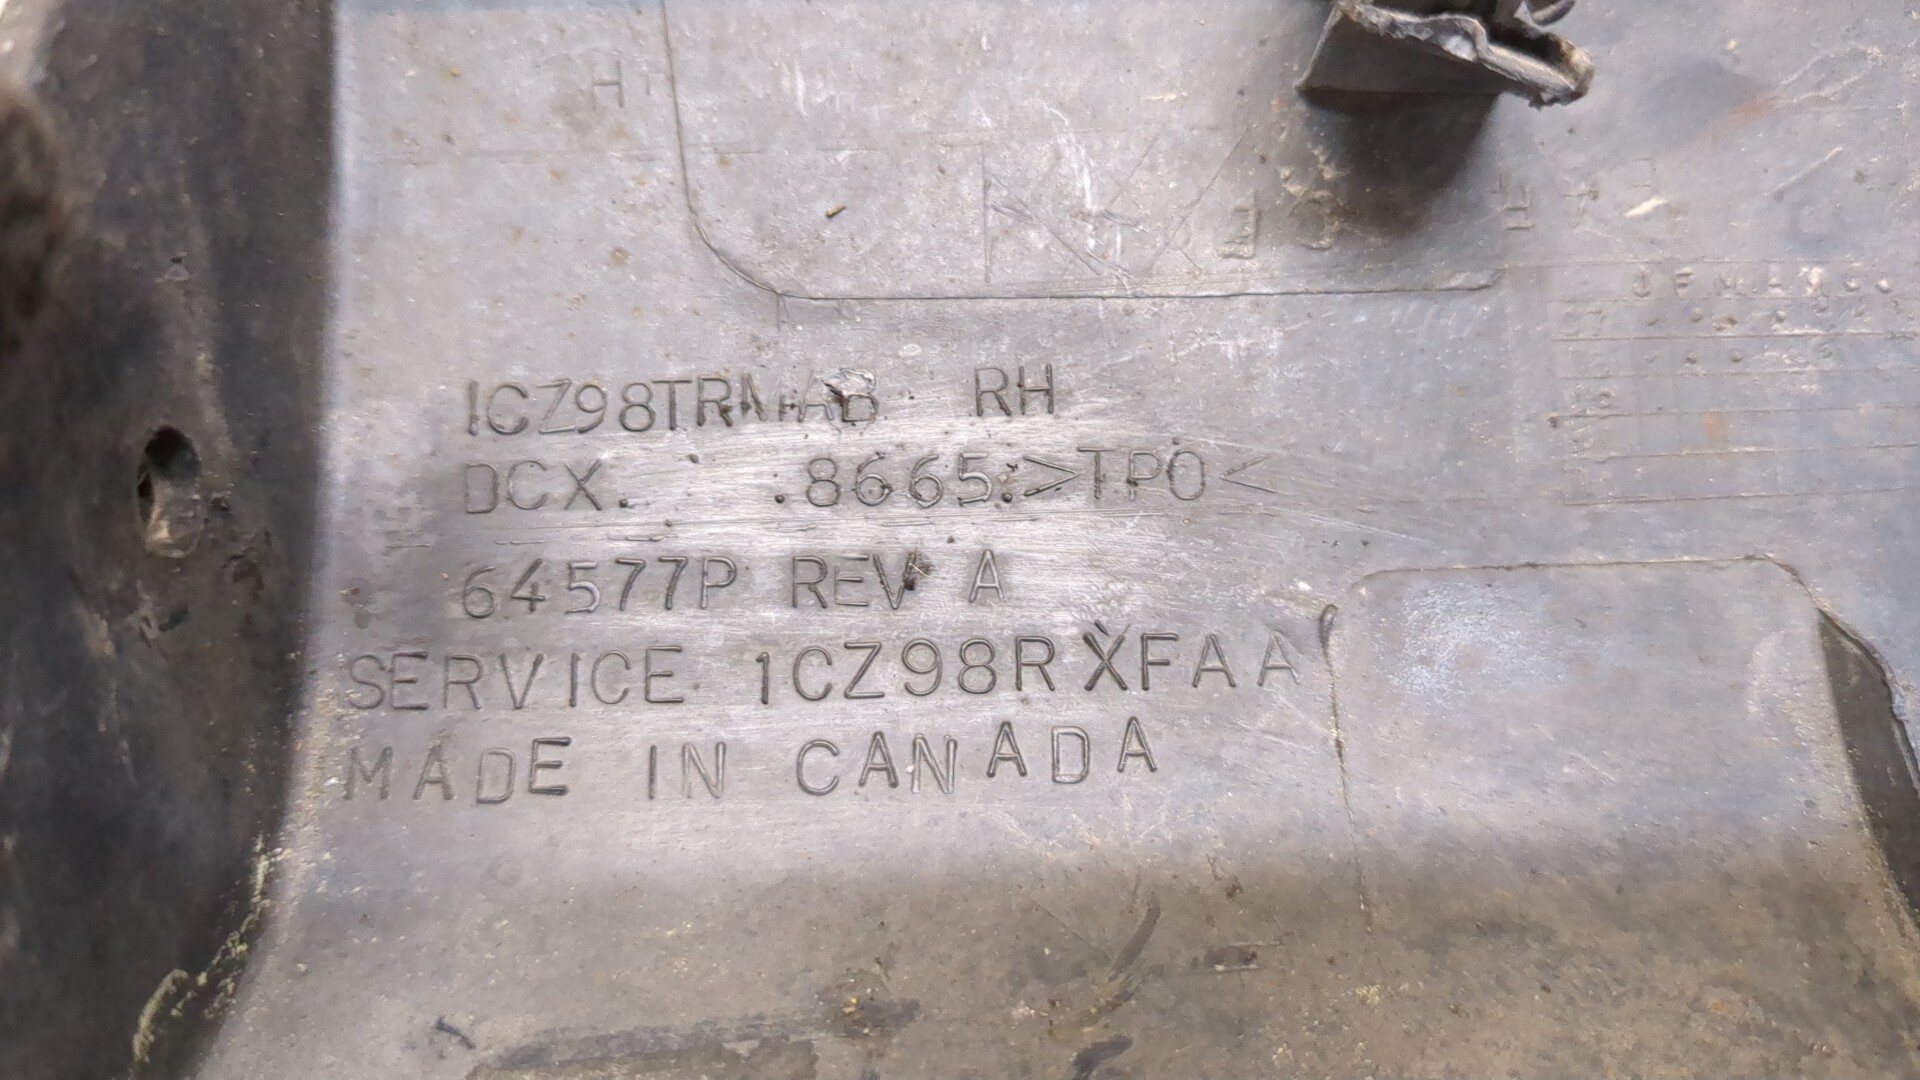 1CZ98TRMAB RH
DCX. .8665.>TPO<
64577P REV A
SERVICE 1CZ98RXFAA
MADE IN CANADA